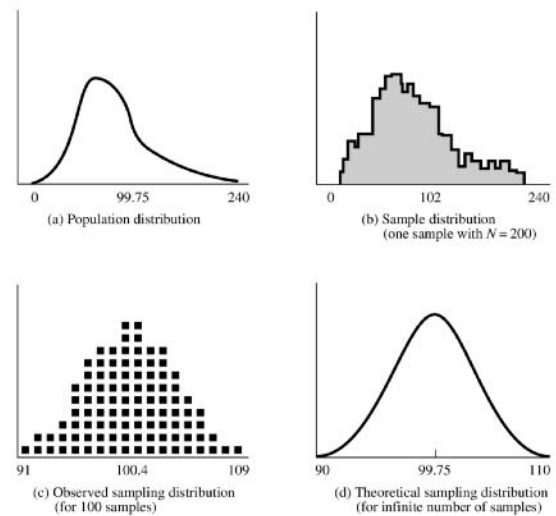 0 99.75 240
(a) Population distribution
0 102 240
(b) Sample distribution
(one sample with N = 200)
91 100.4 109
(c) Observed sampling distribution
(for 100 samples)
90 99.75 110
(d) Theoretical sampling distribution
(for infinite number of samples)